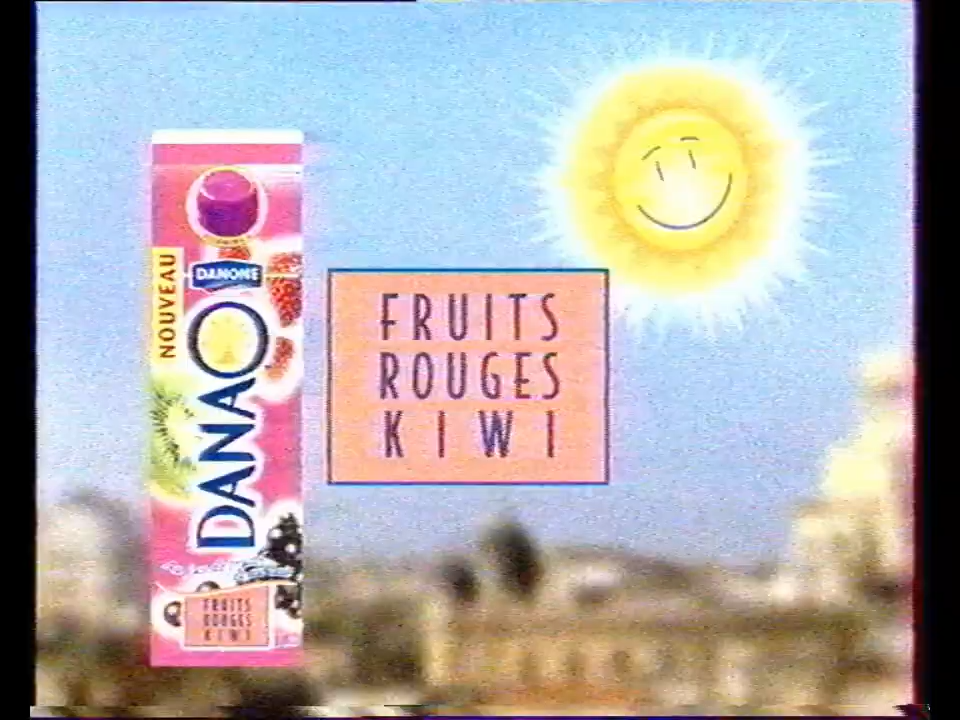 NOUVEAU
DANONE
DANAO
FRUITS
ROUGES
KIWI
FRUITS
ROUGES
KIWI